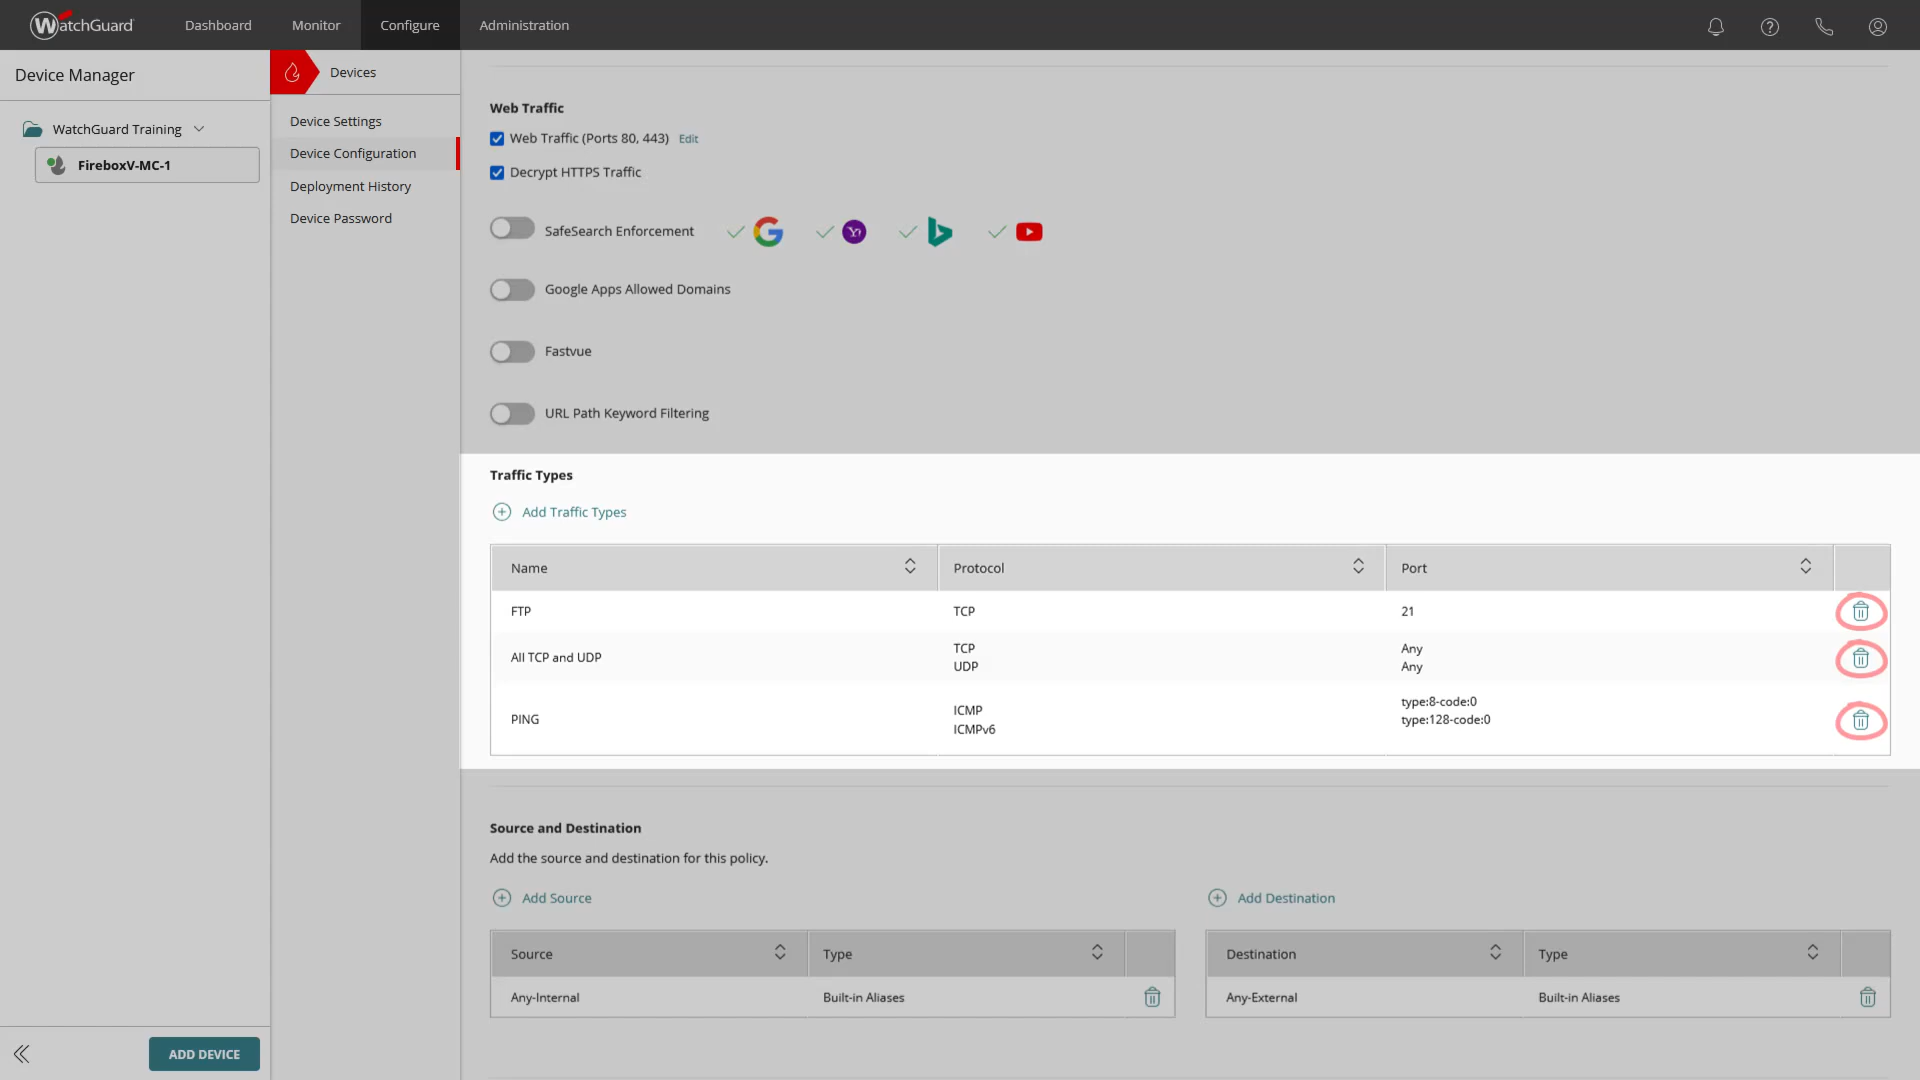 WatchGuard
Dashboard
Monitor
Configure
Administration
Device Manager
WatchGuard Training
FireboxV-MC-1
ADD DEVICE
Devices
Device Settings
Device Configuration
Deployment History
Device Password
Web Traffic
Web Traffic (Ports 80, 443) Edit
Decrypt HTTPS Traffic
SafeSearch Enforcement
Google Apps Allowed Domains
Fastvue
URL Path Keyword Filtering
Traffic Types
Add Traffic Types
Name Protocol Port
FTP TCP 21
All TCP and UDP
TCP
UDP
Any
Any
PING
ICMP
ICMPv6
type:8-code:0
type:128-code:0
Source and Destination
Add the source and destination for this policy.
Add Source
Source Type
Any-Internal Built-in Aliases
Add Destination
Destination Type
Any-External Built-in Aliases